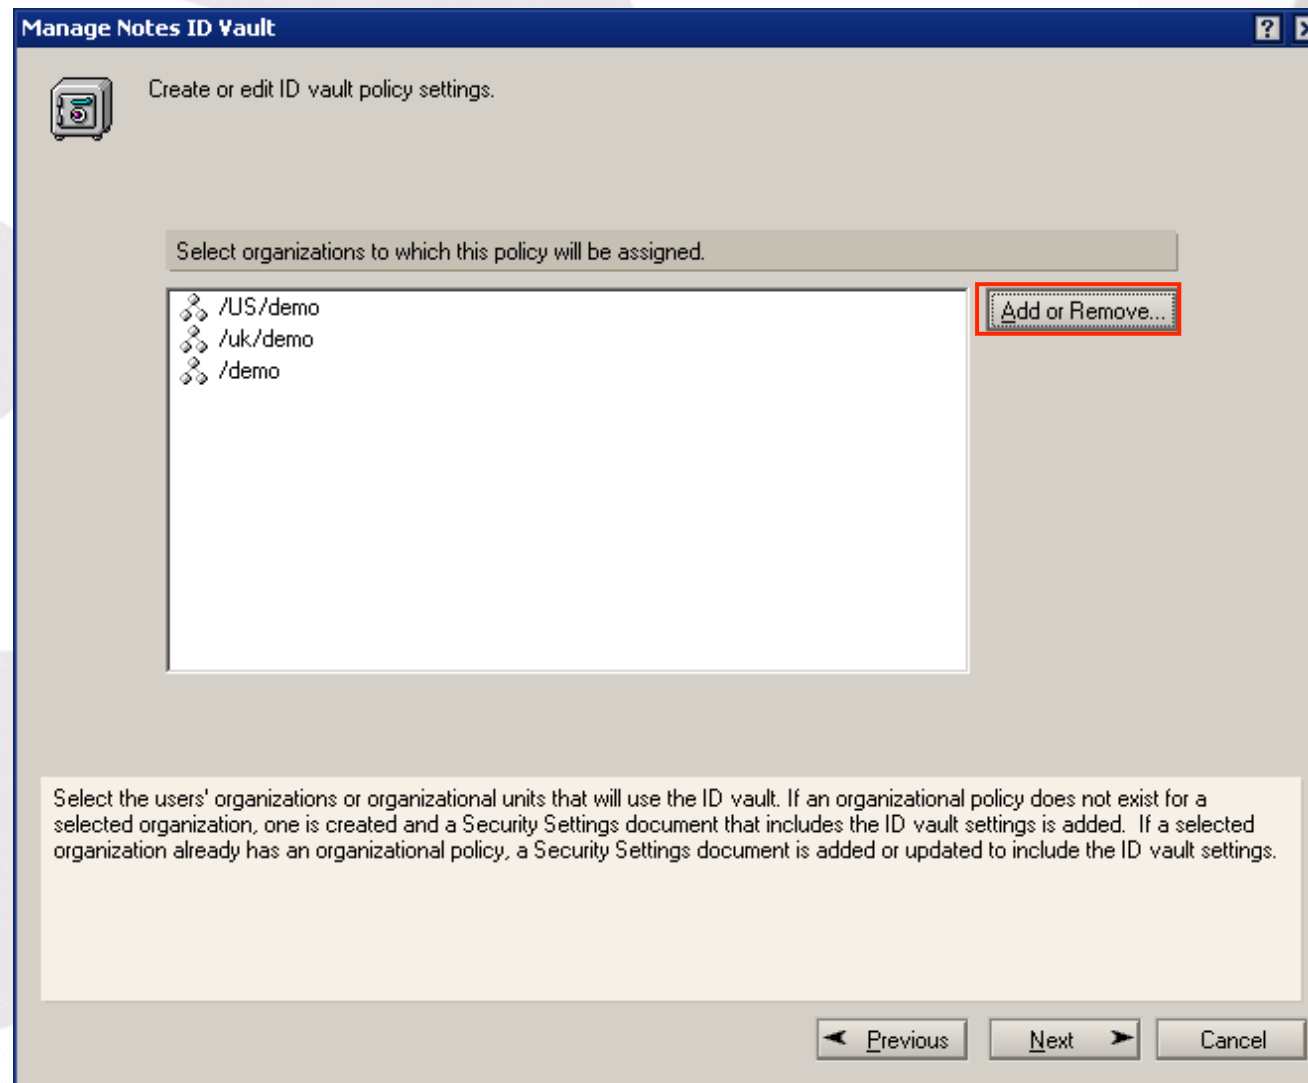 Manage Notes ID Vault
?
Create or edit ID vault policy settings.
Select organizations to which this policy will be assigned.
/US/demo
/uk/demo
/demo
Add or Remove...
Select the users' organizations or organizational units that will use the ID vault. If an organizational policy does not exist for a
selected organization, one is created and a Security Settings document that includes the ID vault settings is added.  If a selected
organization already has an organizational policy, a Security Settings document is added or updated to include the ID vault settings.
Previous
Next
Cancel